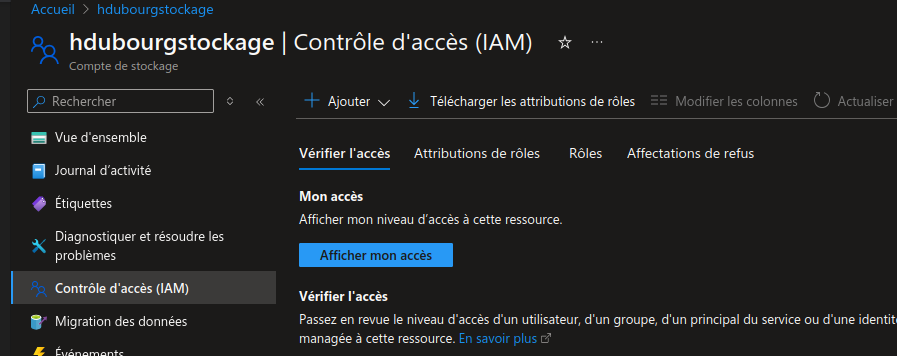 Accueil > hdubourgstockage
hdubourgstockage | Contrôle d'accès (IAM) ☆ ...
Compte de stockage
Rechercher
Ajouter Télécharger les attributions de rôles Modifier les colonnes Actualiser
Vue d'ensemble
Journal d’activité
Étiquettes
Diagnostiquer et résoudre les
problèmes
Contrôle d'accès (IAM)
Migration des données
Événements
Vérifier l'accès Attributions de rôles Rôles Affectations de refus
Mon accès
Afficher mon niveau d’accès à cette ressource.
Afficher mon accès
Vérifier l'accès
Passez en revue le niveau d'accès d'un utilisateur, d'un groupe, d'un principal du service ou d'une identité
managée à cette ressource. En savoir plus